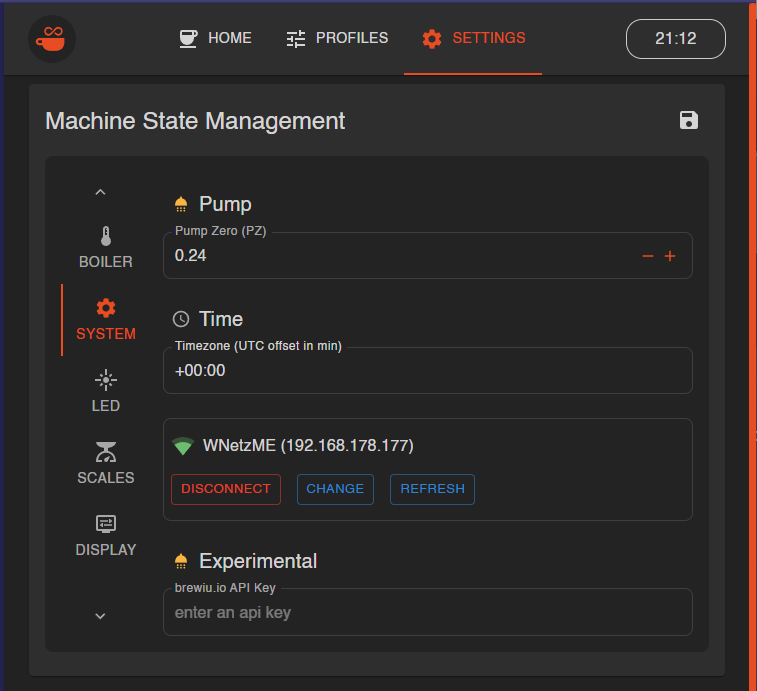 HOME PROFILES SETTINGS 21:12
Machine State Management
BOILER
SYSTEM
LED
SCALES
DISPLAY
Pump
Pump Zero (PZ)
0.24
Time
Timezone (UTC offset in min)
+00:00
WNetzME (192.168.178.177)
DISCONNECT CHANGE REFRESH
Experimental
brewiu.io API Key
enter an api key